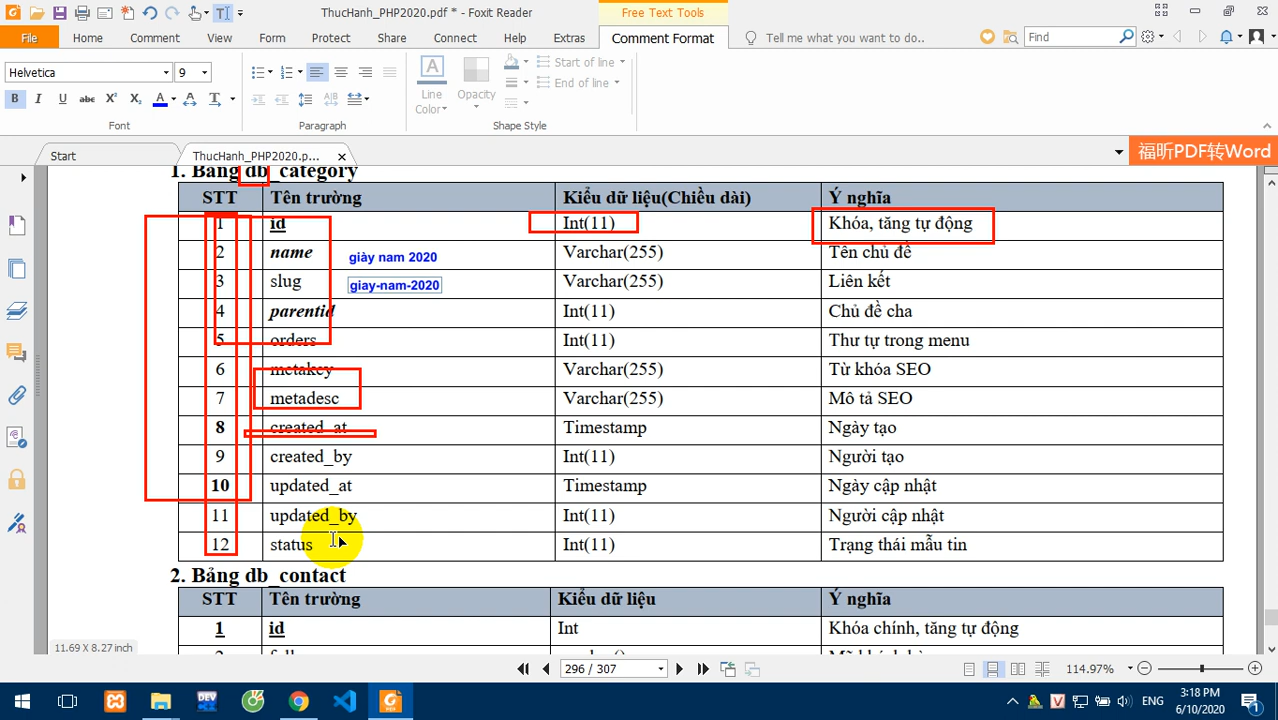 ThucHanh_PHP2020.pdf * - Foxit Reader
Free Text Tools
File Home Comment View Form Protect Share Connect Help Extras Comment Format Tell me what you want to do.. Find
Helvetica 9
Start of line
End of line
Line Color Opacity
B I U abc X² X₂ A T
Font Paragraph Shape Style
Start ThucHanh_PHP2020.p... 福昕PDF转Word
1. Bảng db_category
STT Tên trường Kiểu dữ liệu(Chiều dài) Ý nghĩa
1 id Int(11) Khóa, tăng tự động
2 name giày nam 2020 Varchar(255) Tên chủ đề
3 slug giay-nam-2020 Varchar(255) Liên kết
4 parentid Int(11) Chủ đề cha
5 orders Int(11) Thư tự trong menu
6 metakey Varchar(255) Từ khóa SEO
7 metadesc Varchar(255) Mô tả SEO
8 created_at Timestamp Ngày tạo
9 created_by Int(11) Người tạo
10 updated_at Timestamp Ngày cập nhật
11 updated_by Int(11) Người cập nhật
12 status Int(11) Trạng thái mẫu tin
2. Bảng db_contact
STT Tên trường Kiểu dữ liệu Ý nghĩa
1 id Int Khóa chính, tăng tự động
11.69 X 8.27 inch
296 / 307 114.97%
DEV
ENG
3:18 PM
6/10/2020